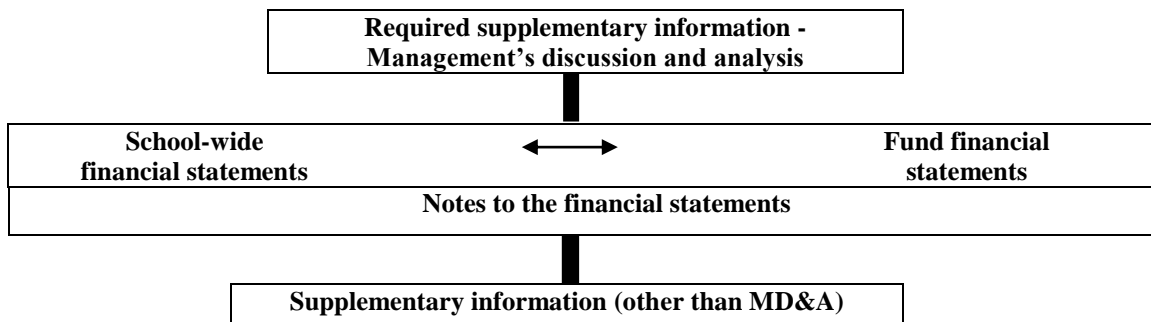 Required supplementary information -
Management’s discussion and analysis
School-wide
financial statements
Fund financial
statements
Notes to the financial statements
Supplementary information (other than MD&A)